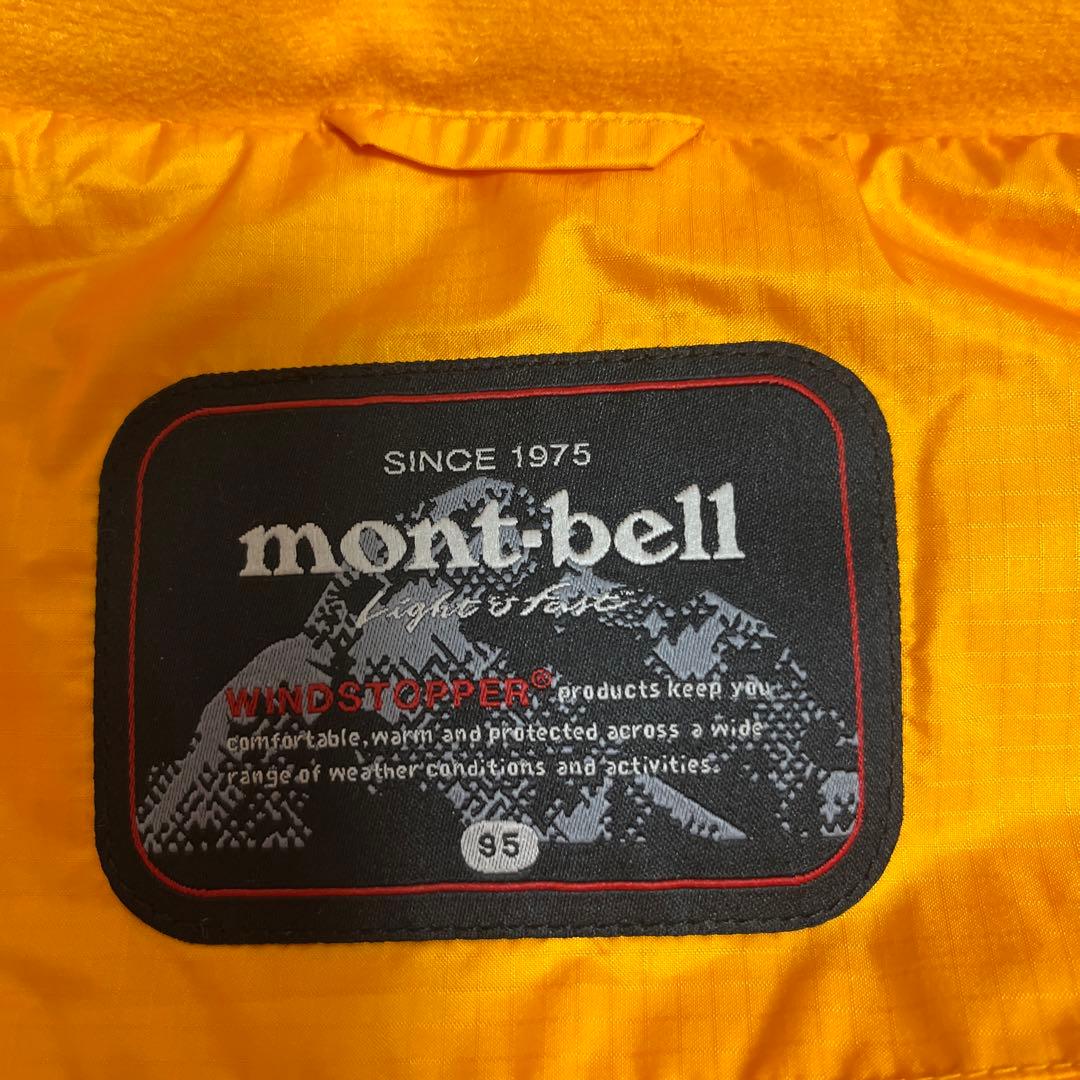 SINCE 1975
mont-bell
Light & Fast™
WINDSTOPPER® products keep you
comfortable, warm and protected across a wide
range of weather conditions and activities.
95